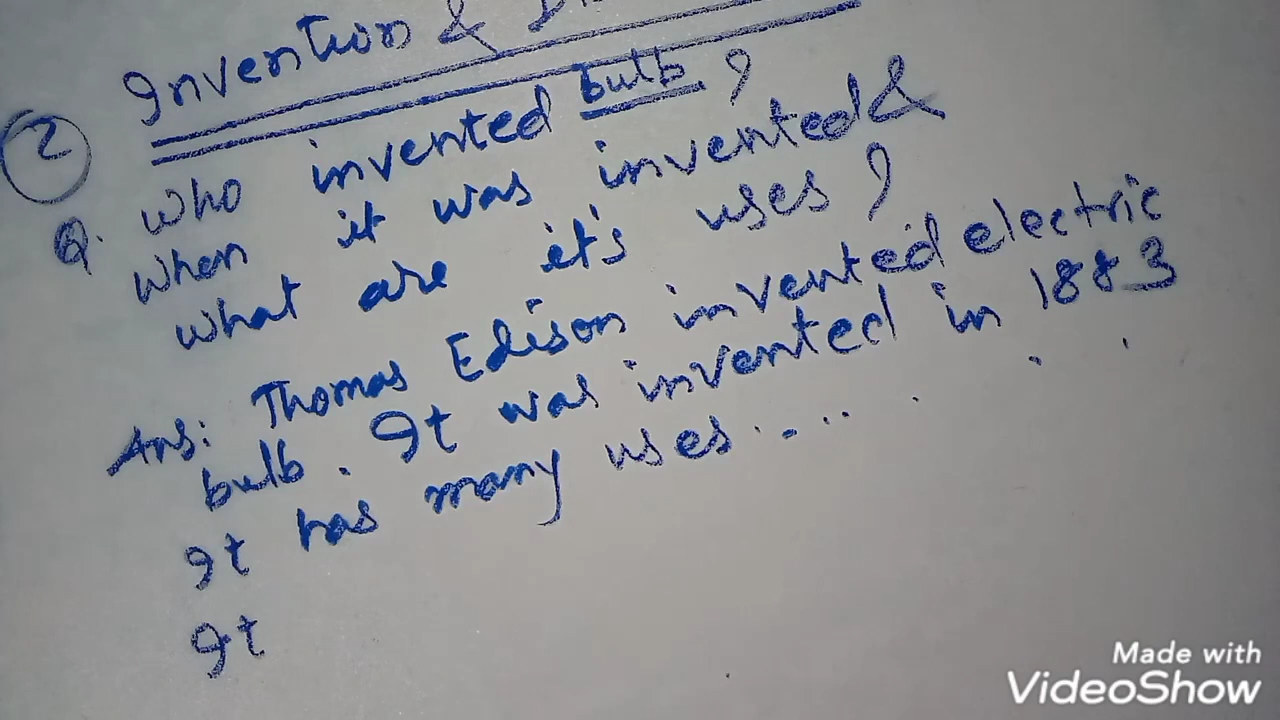 Invention &
2
Q. Who invented bulb?
When it was invented &
what are it's uses?
Ans: Thomas Edison invented electric
bulb. It was invented in 1883
It has many uses.....
It
Made with
VideoShow